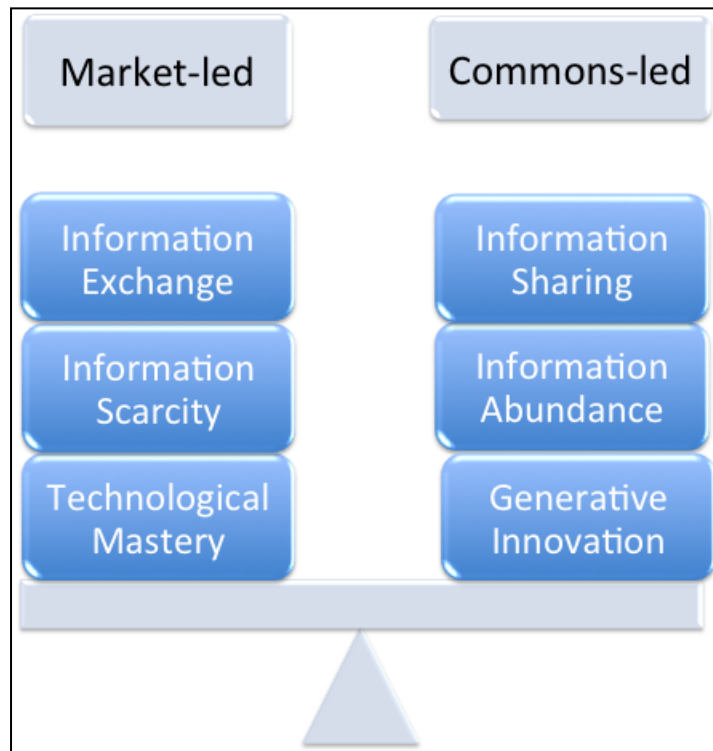 Market-led
Commons-led
Information
Exchange
Information
Sharing
Information
Scarcity
Information
Abundance
Technological
Mastery
Generative
Innovation